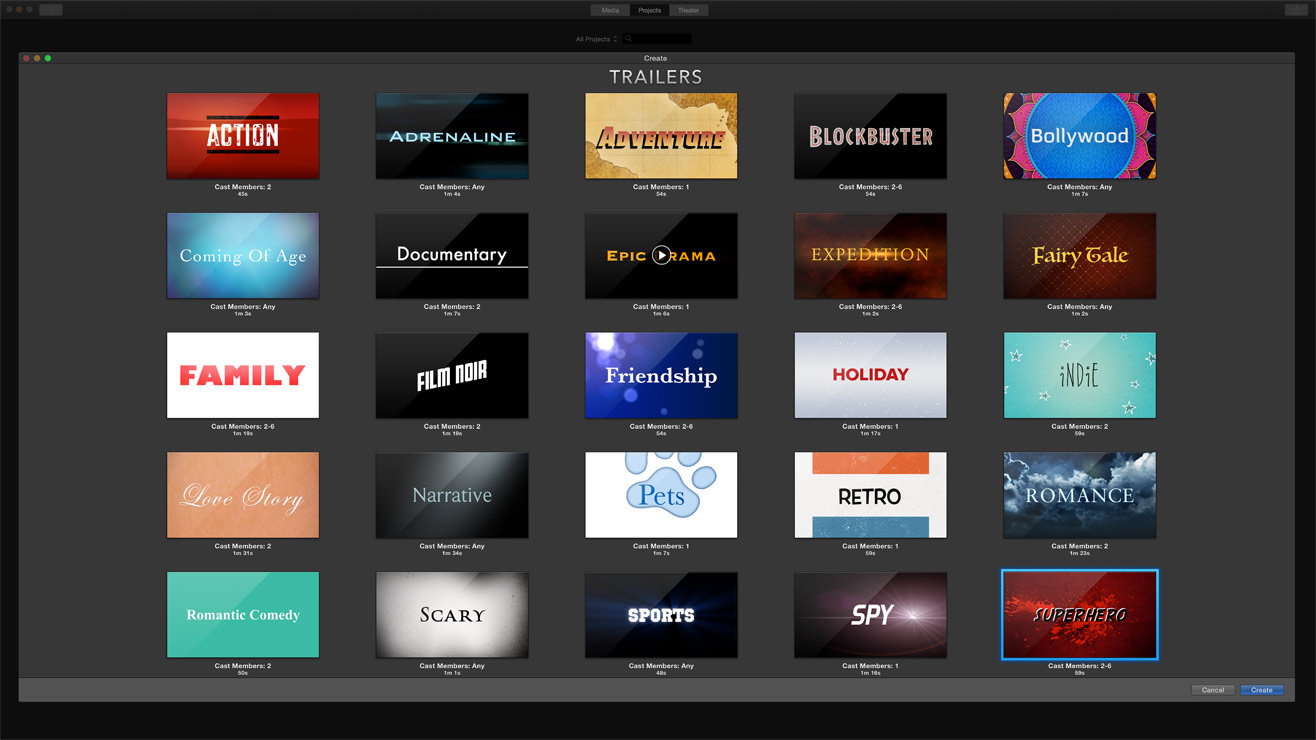 Media Projects Theater
All Projects
Create
TRAILERS
ACTION ADRENALINE ADVENTURE BLOCKBUSTER Bollywood
Cast Members: 2 Cast Members: Any Cast Members: 1 Cast Members: 2-6 Cast Members: Any
45s 1m 4s 54s 54s 1m 7s
Coming Of Age Documentary EPIC RAMA EXPEDITION Fairy Tale
Cast Members: Any Cast Members: 2 Cast Members: 1 Cast Members: 2-6 Cast Members: Any
1m 3s 1m 7s 1m 6s 1m 2s 1m 2s
FAMILY FILM NOIR Friendship HOLIDAY iNDiE
Cast Members: 2-6 Cast Members: 2 Cast Members: 2-6 Cast Members: 1 Cast Members: 2
1m 19s 1m 19s 54s 1m 17s 59s
Love Story Narrative Pets RETRO ROMANCE
Cast Members: 2 Cast Members: Any Cast Members: 1 Cast Members: 1 Cast Members: 2
1m 31s 1m 34s 1m 7s 59s 1m 23s
Romantic Comedy SCARY SPORTS SPY SUPERHERO
Cast Members: 2 Cast Members: Any Cast Members: Any Cast Members: 1 Cast Members: 2-6
50s 1m 1s 48s 1m 16s 59s
Cancel Create